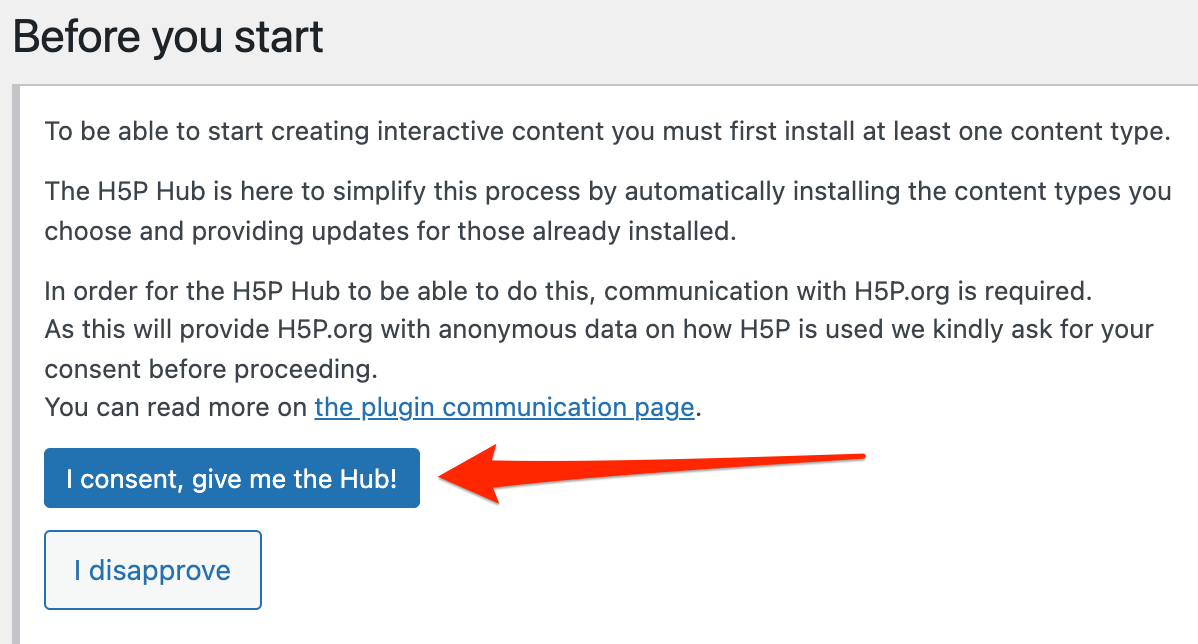 Before you start
To be able to start creating interactive content you must first install at least one content type.
The H5P Hub is here to simplify this process by automatically installing the content types you
choose and providing updates for those already installed.
In order for the H5P Hub to be able to do this, communication with H5P.org is required.
As this will provide H5P.org with anonymous data on how H5P is used we kindly ask for your
consent before proceeding.
You can read more on the plugin communication page.
I consent, give me the Hub!
I disapprove